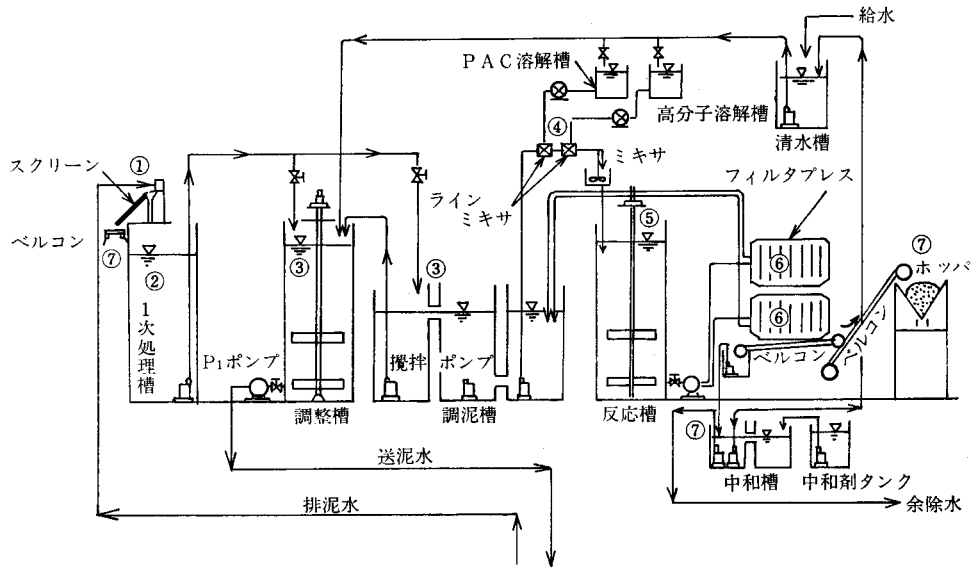 給水
PAC溶解槽
高分子溶解槽
清水槽
④
ミキサ
フィルタプレス
①
スクリーン
ライン
ミキサ
⑤
ベルコン
⑦
②
③
③
⑥
⑦
ホッパ
1次処理槽
⑥
P₁ポンプ
攪拌
ポンプ
ベルコン
ベルコン
調整槽
調泥槽
反応槽
⑦
送泥水
中和槽
中和剤タンク
排泥水
余除水